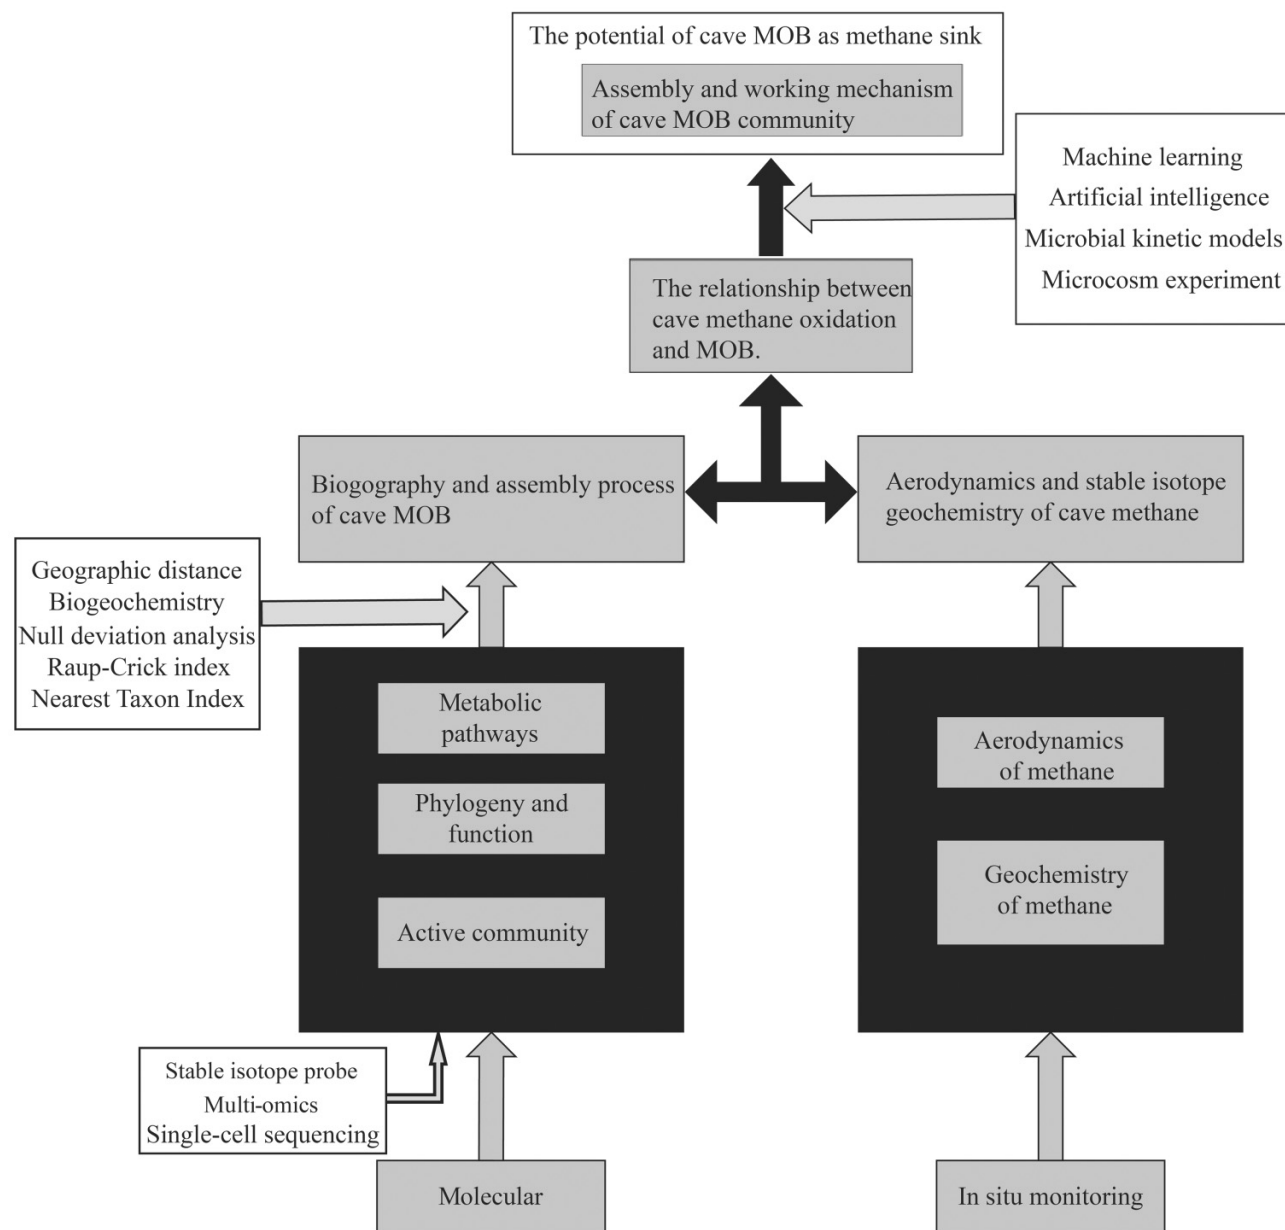 The potential of cave MOB as methane sink
Assembly and working mechanism
of cave MOB community
Machine learning
Artificial intelligence
Microbial kinetic models
Microcosm experiment
The relationship between
cave methane oxidation
and MOB.
Biogography and assembly process
of cave MOB
Aerodynamics and stable isotope
geochemistry of cave methane
Geographic distance
Biogeochemistry
Null deviation analysis
Raup-Crick index
Nearest Taxon Index
Metabolic
pathways
Phylogeny and
function
Active community
Aerodynamics
of methane
Geochemistry
of methane
Stable isotope probe
Multi-omics
Single-cell sequencing
Molecular
In situ monitoring